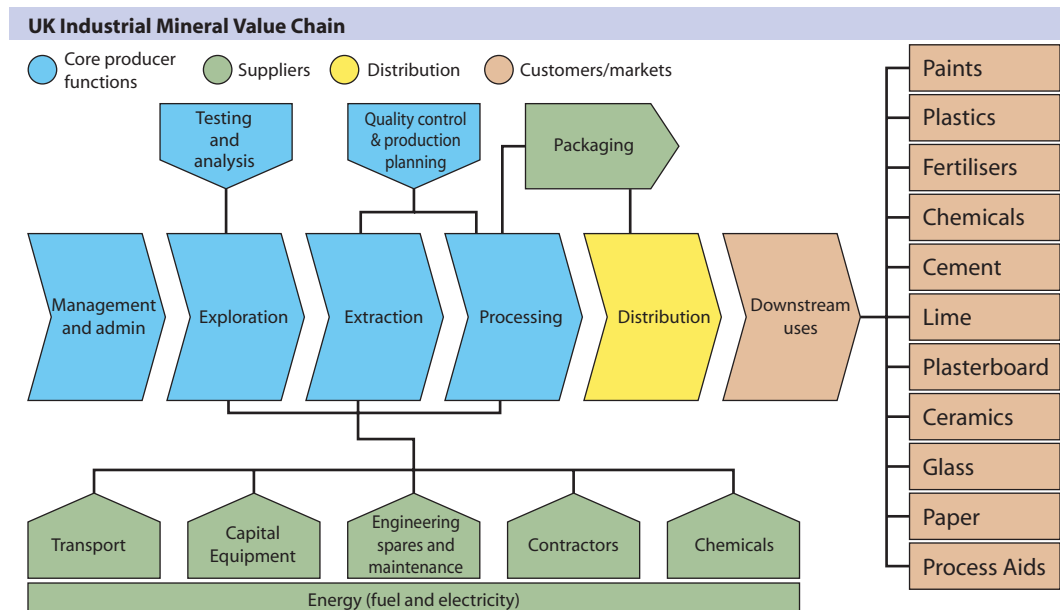 UK Industrial Mineral Value Chain
Core producer
functions
Suppliers
Distribution
Customers/markets
Testing
and
analysis
Quality control
& production
planning
Packaging
Management
and admin
Exploration
Extraction
Processing
Distribution
Downstream
uses
Paints
Plastics
Fertilisers
Chemicals
Cement
Lime
Plasterboard
Ceramics
Glass
Paper
Process Aids
Transport
Capital
Equipment
Engineering
spares and
maintenance
Contractors
Chemicals
Energy (fuel and electricity)